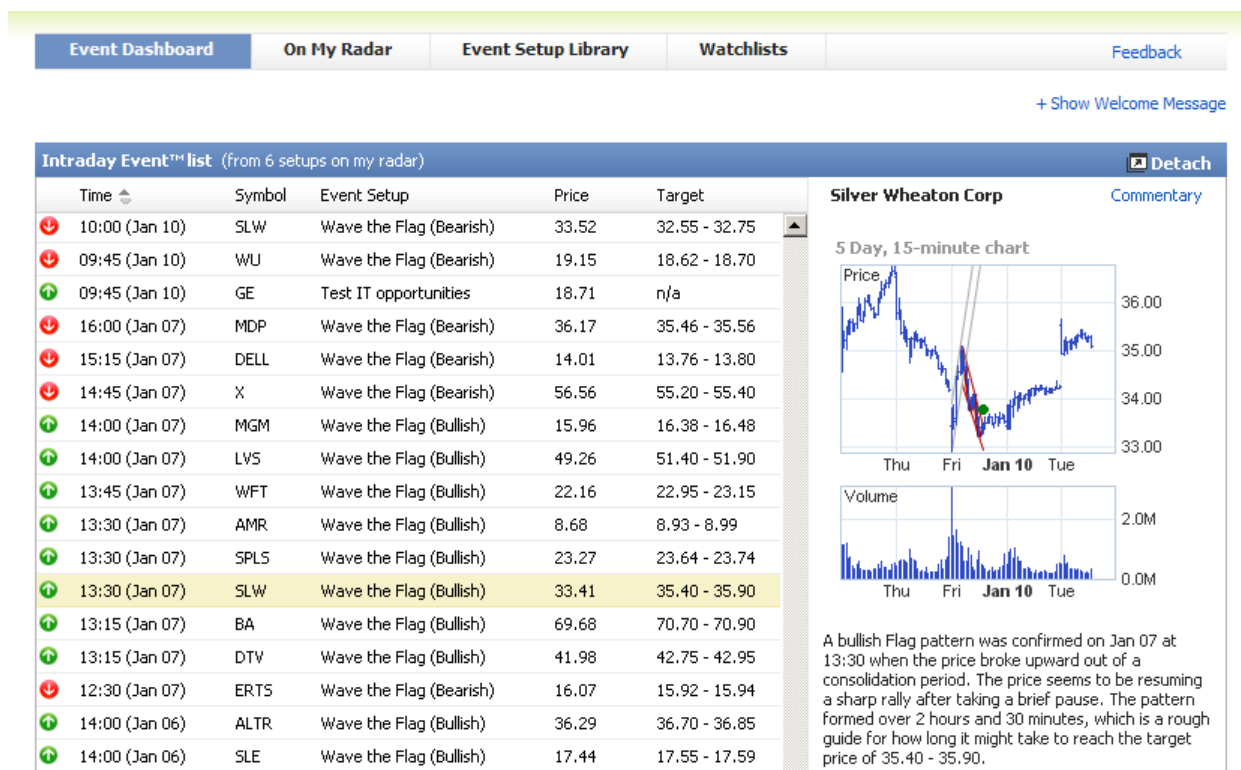 Event Dashboard On My Radar Event Setup Library Watchlists Feedback
+ Show Welcome Message
Intraday Event™ list (from 6 setups on my radar) Detach
Time Symbol Event Setup Price Target
10:00 (Jan 10) SLW Wave the Flag (Bearish) 33.52 32.55 - 32.75
09:45 (Jan 10) WU Wave the Flag (Bearish) 19.15 18.62 - 18.70
09:45 (Jan 10) GE Test IT opportunities 18.71 n/a
16:00 (Jan 07) MDP Wave the Flag (Bearish) 36.17 35.46 - 35.56
15:15 (Jan 07) DELL Wave the Flag (Bearish) 14.01 13.76 - 13.80
14:45 (Jan 07) X Wave the Flag (Bearish) 56.56 55.20 - 55.40
14:00 (Jan 07) MGM Wave the Flag (Bullish) 15.96 16.38 - 16.48
14:00 (Jan 07) LVS Wave the Flag (Bullish) 49.26 51.40 - 51.90
13:45 (Jan 07) WFT Wave the Flag (Bullish) 22.16 22.95 - 23.15
13:30 (Jan 07) AMR Wave the Flag (Bullish) 8.68 8.93 - 8.99
13:30 (Jan 07) SPLS Wave the Flag (Bullish) 23.27 23.64 - 23.74
13:30 (Jan 07) SLW Wave the Flag (Bullish) 33.41 35.40 - 35.90
13:15 (Jan 07) BA Wave the Flag (Bullish) 69.68 70.70 - 70.90
13:15 (Jan 07) DTV Wave the Flag (Bullish) 41.98 42.75 - 42.95
12:30 (Jan 07) ERTS Wave the Flag (Bearish) 16.07 15.92 - 15.94
14:00 (Jan 06) ALTR Wave the Flag (Bullish) 36.29 36.70 - 36.85
14:00 (Jan 06) SLE Wave the Flag (Bullish) 17.44 17.55 - 17.59
Silver Wheaton Corp Commentary
5 Day, 15-minute chart
Price
36.00
35.00
34.00
33.00
Thu Fri Jan 10 Tue
Volume
2.0M
0.0M
Thu Fri Jan 10 Tue
A bullish Flag pattern was confirmed on Jan 07 at
13:30 when the price broke upward out of a
consolidation period. The price seems to be resuming
a sharp rally after taking a brief pause. The pattern
formed over 2 hours and 30 minutes, which is a rough
guide for how long it might take to reach the target
price of 35.40 - 35.90.